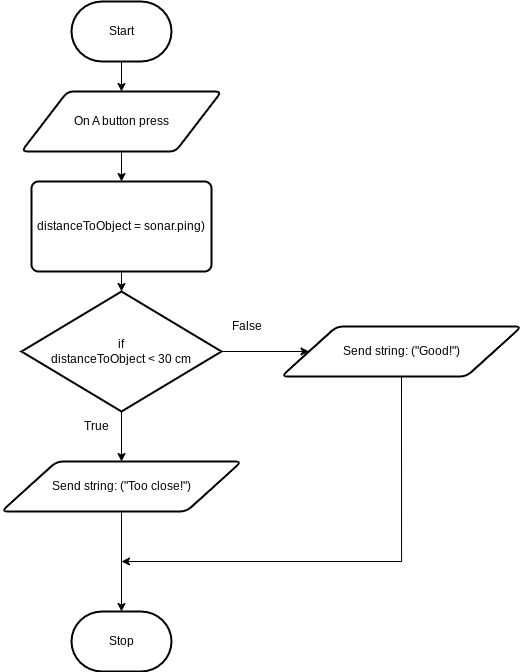 Start
On A button press
distanceToObject = sonar.ping)
if
distanceToObject < 30 cm
False
Send string: ("Good!")
True
Send string: ("Too close!")
Stop